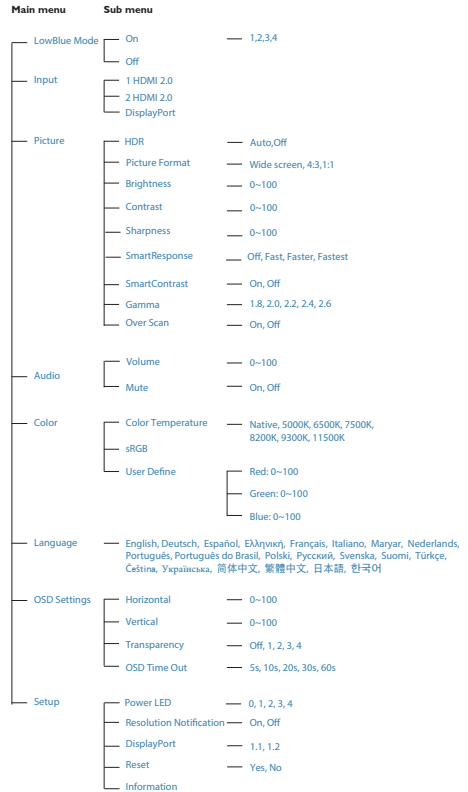 Main menu Sub menu
LowBlue Mode On 1,2,3,4
Off
Input 1 HDMI 2.0
2 HDMI 2.0
DisplayPort
Picture HDR Auto,Off
Picture Format Wide screen, 4:3,1:1
Brightness 0~100
Contrast 0~100
Sharpness 0~100
SmartResponse Off, Fast, Faster, Fastest
SmartContrast On, Off
Gamma 1.8, 2.0, 2.2, 2.4, 2.6
Over Scan On, Off
Audio Volume 0~100
Mute On, Off
Color Color Temperature Native, 5000K, 6500K, 7500K,
8200K, 9300K, 11500K
sRGB
User Define Red: 0~100
Green: 0~100
Blue: 0~100
Language English, Deutsch, Español, Ελληνική, Français, Italiano, Maryar, Nederlands,
Português, Português do Brasil, Polski, Русский, Svenska, Suomi, Türkçe,
Čeština, Українська, 简体中文, 繁體中文, 日本語, 한국어
OSD Settings Horizontal 0~100
Vertical 0~100
Transparency Off, 1, 2, 3, 4
OSD Time Out 5s, 10s, 20s, 30s, 60s
Setup Power LED 0, 1, 2, 3, 4
Resolution Notification On, Off
DisplayPort 1.1, 1.2
Reset Yes, No
Information